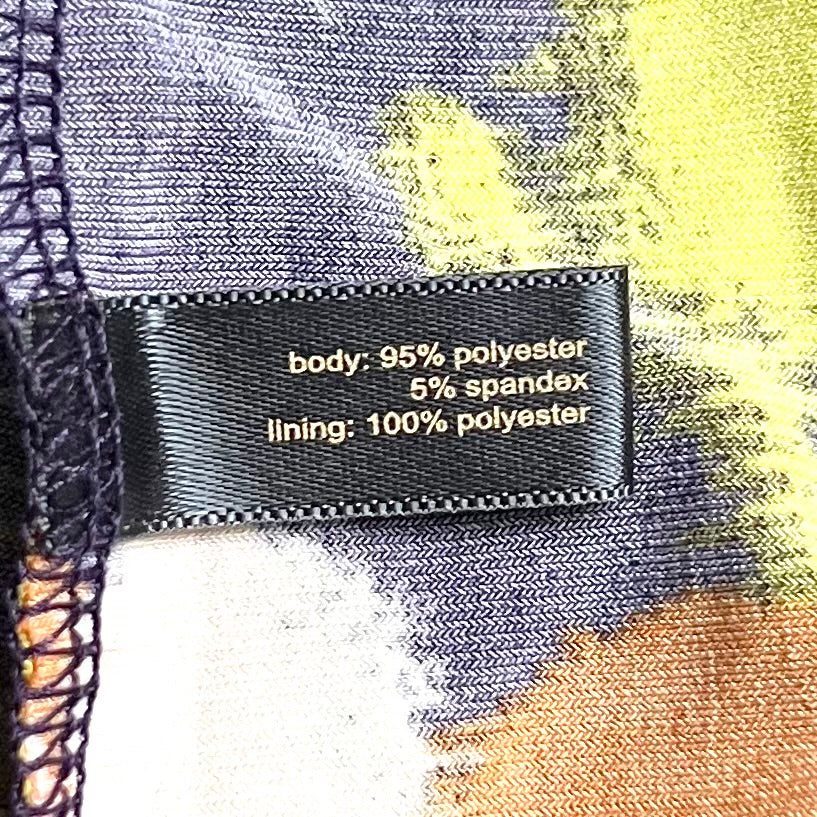 body: 95% polyester
5% spandex
lining: 100% polyester